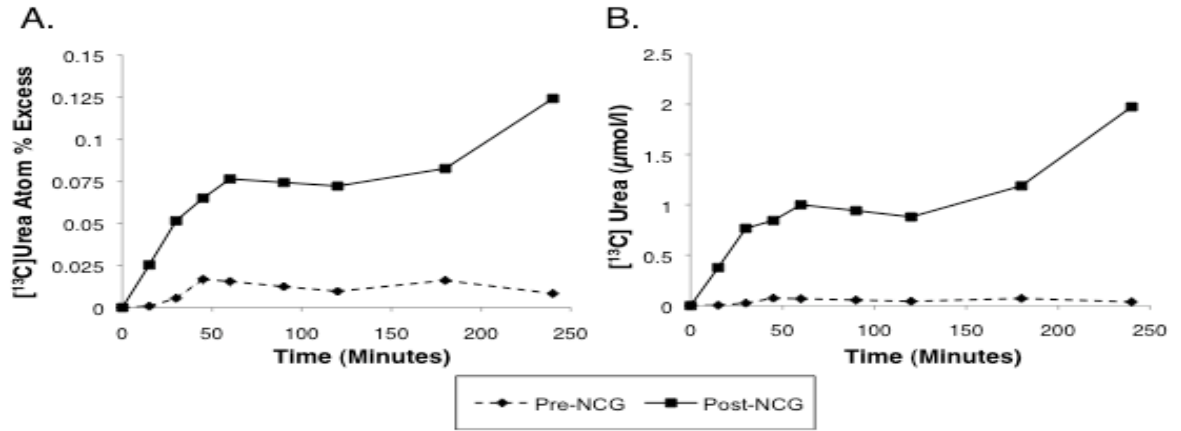 A.
[¹³C]Urea Atom % Excess
0.15
0.125
0.1
0.075
0.05
0.025
0
0 50 100 150 200 250
Time (Minutes)
B.
[¹³C] Urea (µmol/l)
2.5
2
1.5
1
0.5
0
0 50 100 150 200 250
Time (Minutes)
Pre-NCG Post-NCG